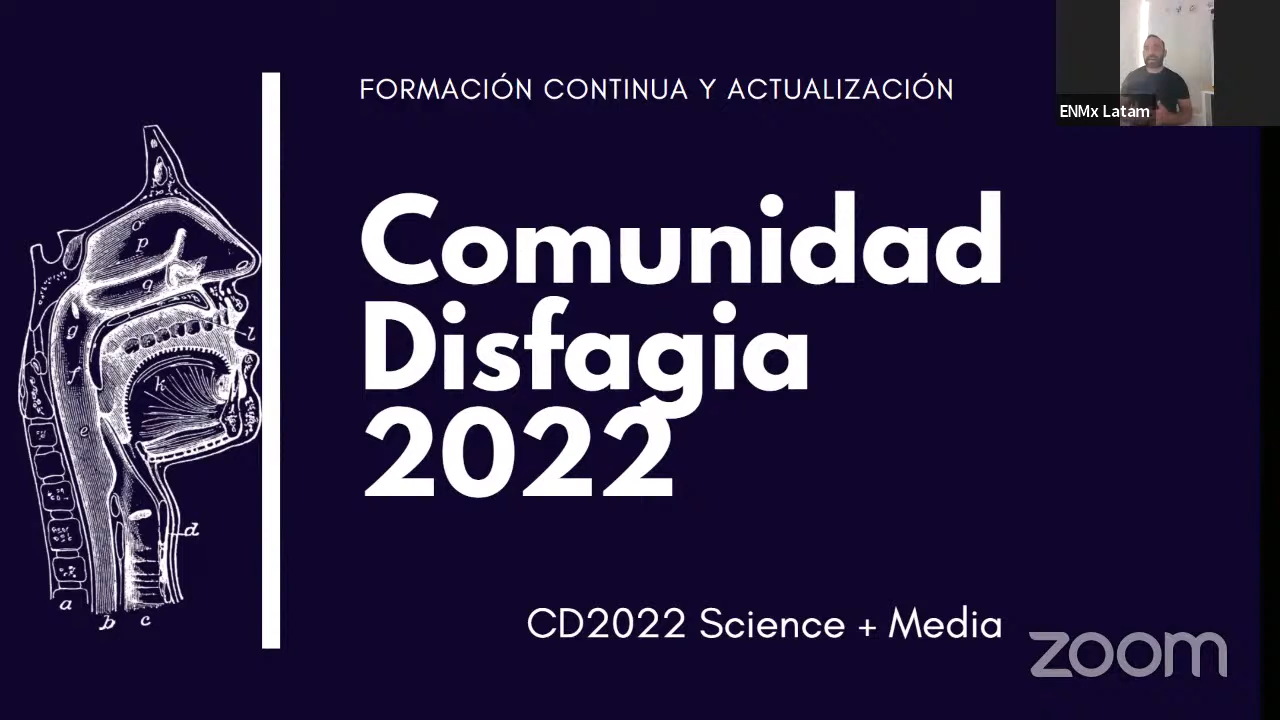 FORMACIÓN CONTINUA Y ACTUALIZACIÓN
ENMx Latam
Comunidad
Disfagia
2022
CD2022 Science + Media
zoom
o
p
q
g
l
f
k
e
d
a
b
c